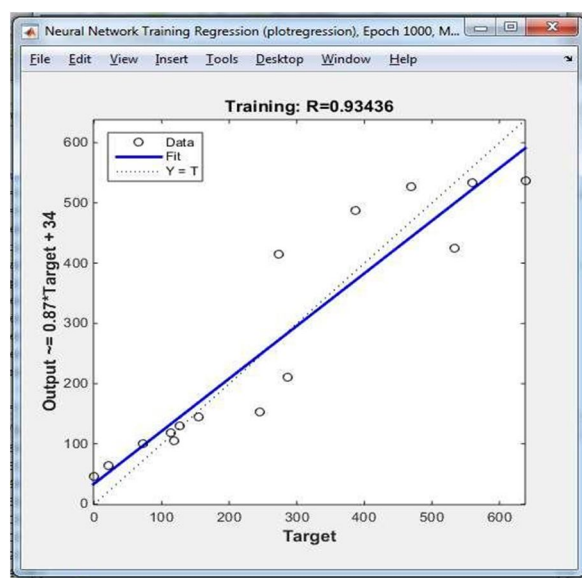 Neural Network Training Regression (plotregression), Epoch 1000, M...
File Edit View Insert Tools Desktop Window Help
Training: R=0.93436
Data
Fit
Y = T
Output ~= 0.87*Target + 34
600
500
400
300
200
100
0
0 100 200 300 400 500 600
Target